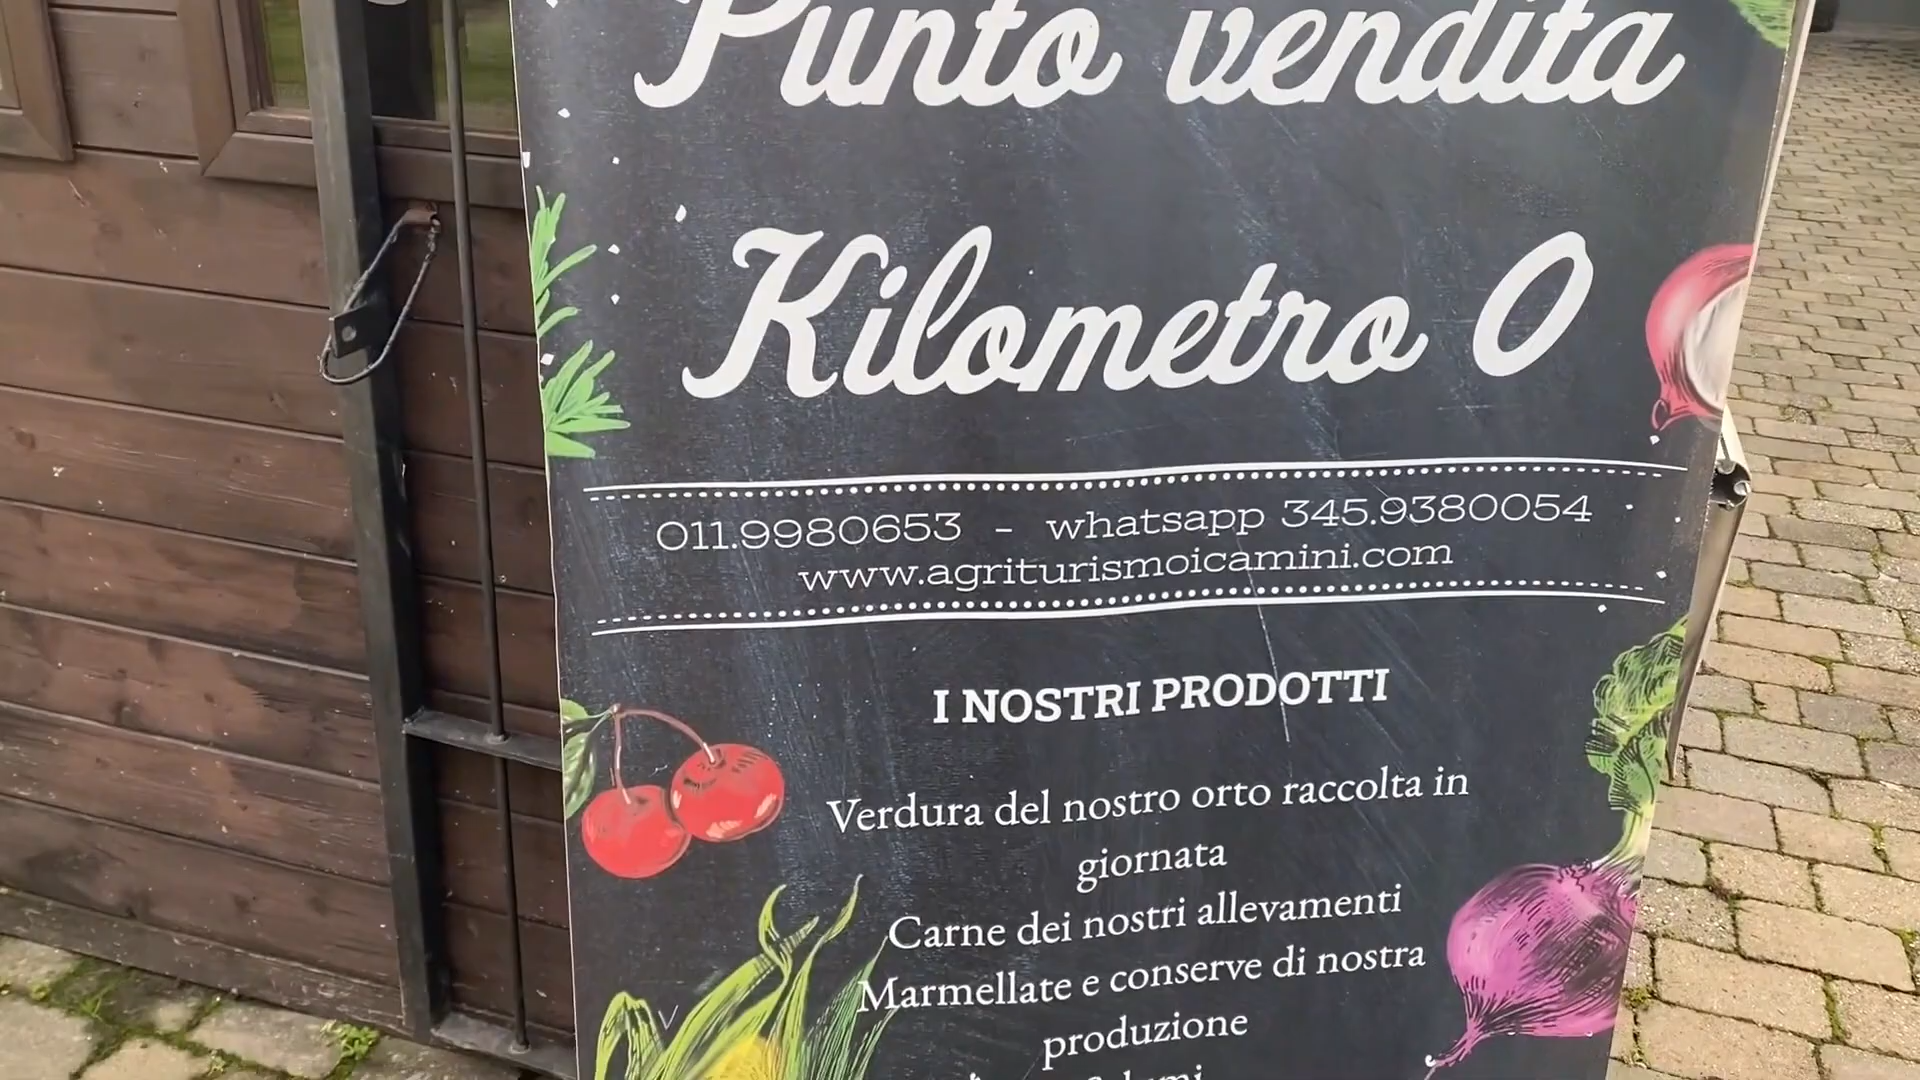 Punto vendita
Kilometro 0
011.9980653 - whatsapp 345.9380054
www.agriturismoicamini.com
I NOSTRI PRODOTTI
Verdura del nostro orto raccolta in
giornata
Carne dei nostri allevamenti
Marmellate e conserve di nostra
produzione